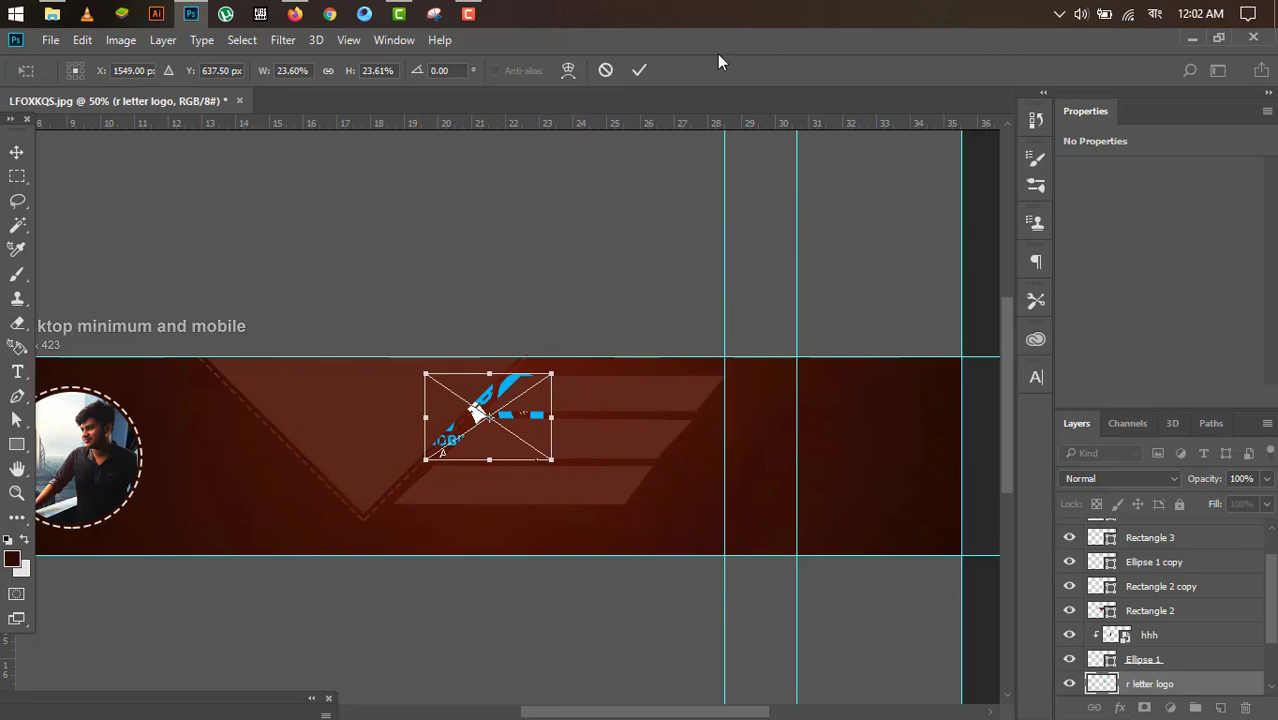 বাং 12:02 AM
File Edit Image Layer Type Select Filter 3D View Window Help
X: 1549.00 px Y: 637.50 px W: 23.60% H: 23.61% 0.00 ° Anti-alias
LFOXKQS.jpg @ 50% (r letter logo, RGB/8#) * ×
8 9 10 11 12 13 14 15 16 17 18 19 20 21 22 23 24 25 26 27 28 29 30 31 32 33 34 35 36
Properties
No Properties
ktop minimum and mobile
423
Layers Channels 3D Paths
Kind
Normal Opacity: 100%
Lock: Fill: 100%
Rectangle 3
Ellipse 1 copy
Rectangle 2 copy
Rectangle 2
hhh
Ellipse 1
r letter logo